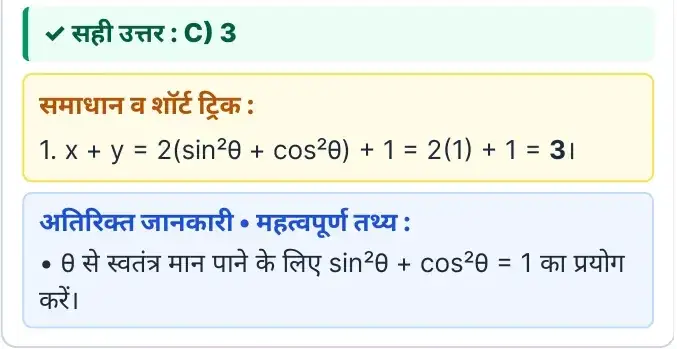 ✓ सही उत्तर : C) 3
समाधान व शॉर्ट ट्रिक :
1. x + y = 2(sin²θ + cos²θ) + 1 = 2(1) + 1 = 3।
अतिरिक्त जानकारी • महत्वपूर्ण तथ्य :
• θ से स्वतंत्र मान पाने के लिए sin²θ + cos²θ = 1 का प्रयोग
करें।